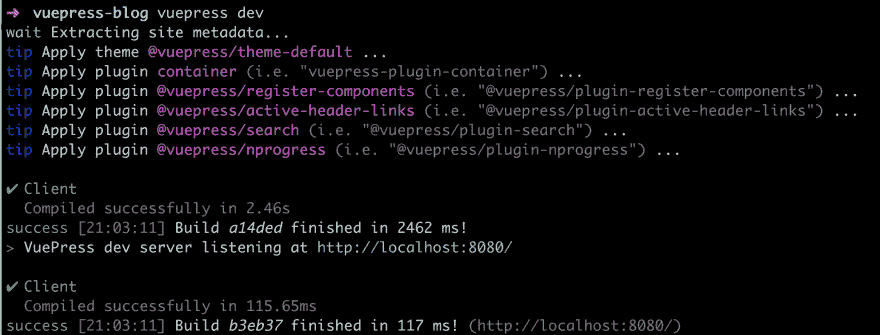 → vuepress-blog vuepress dev
wait Extracting site metadata...
tip Apply theme @vuepress/theme-default ...
tip Apply plugin container (i.e. "vuepress-plugin-container") ...
tip Apply plugin @vuepress/register-components (i.e. "@vuepress/plugin-register-components") ...
tip Apply plugin @vuepress/active-header-links (i.e. "@vuepress/plugin-active-header-links") ...
tip Apply plugin @vuepress/search (i.e. "@vuepress/plugin-search") ...
tip Apply plugin @vuepress/nprogress (i.e. "@vuepress/plugin-nprogress") ...
✔ Client
Compiled successfully in 2.46s
success [21:03:11] Build a14ded finished in 2462 ms!
> VuePress dev server listening at http://localhost:8080/
✔ Client
Compiled successfully in 115.65ms
success [21:03:11] Build b3eb37 finished in 117 ms! (http://localhost:8080/)